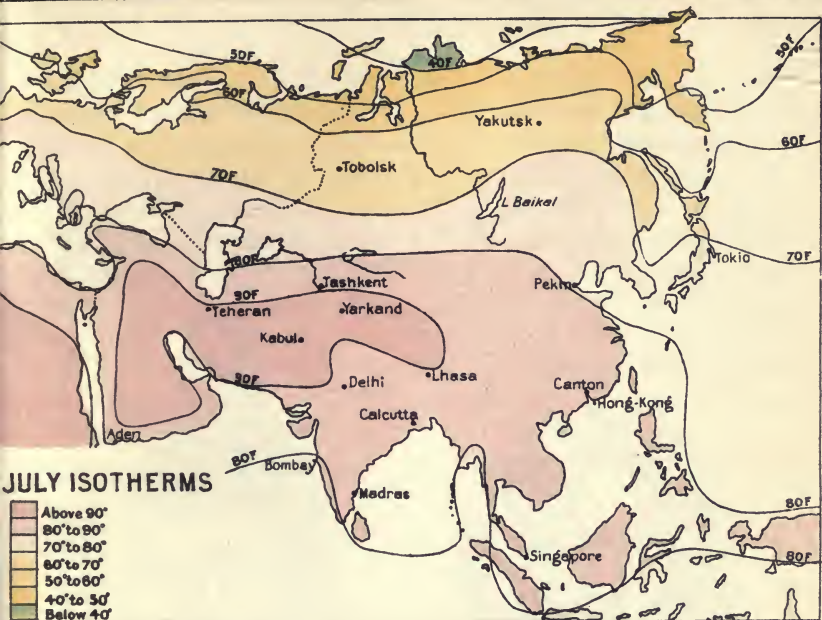 50F
40F
50F
60F
Yakutsk
60F
Tobolsk
70F
L Baikal
80F
Tokio
70F
Tashkent
Pekin
90F
Teheran
Yarkand
Kabul
90F
Delhi
Lhasa
Canton
Calcutta
Hong-Kong
Aden
80F
Bombay
JULY ISOTHERMS
Madras
80F
Above 90°
80° to 90°
70° to 80°
60° to 70°
50° to 60°
40° to 50°
Below 40°
Singapore
80F